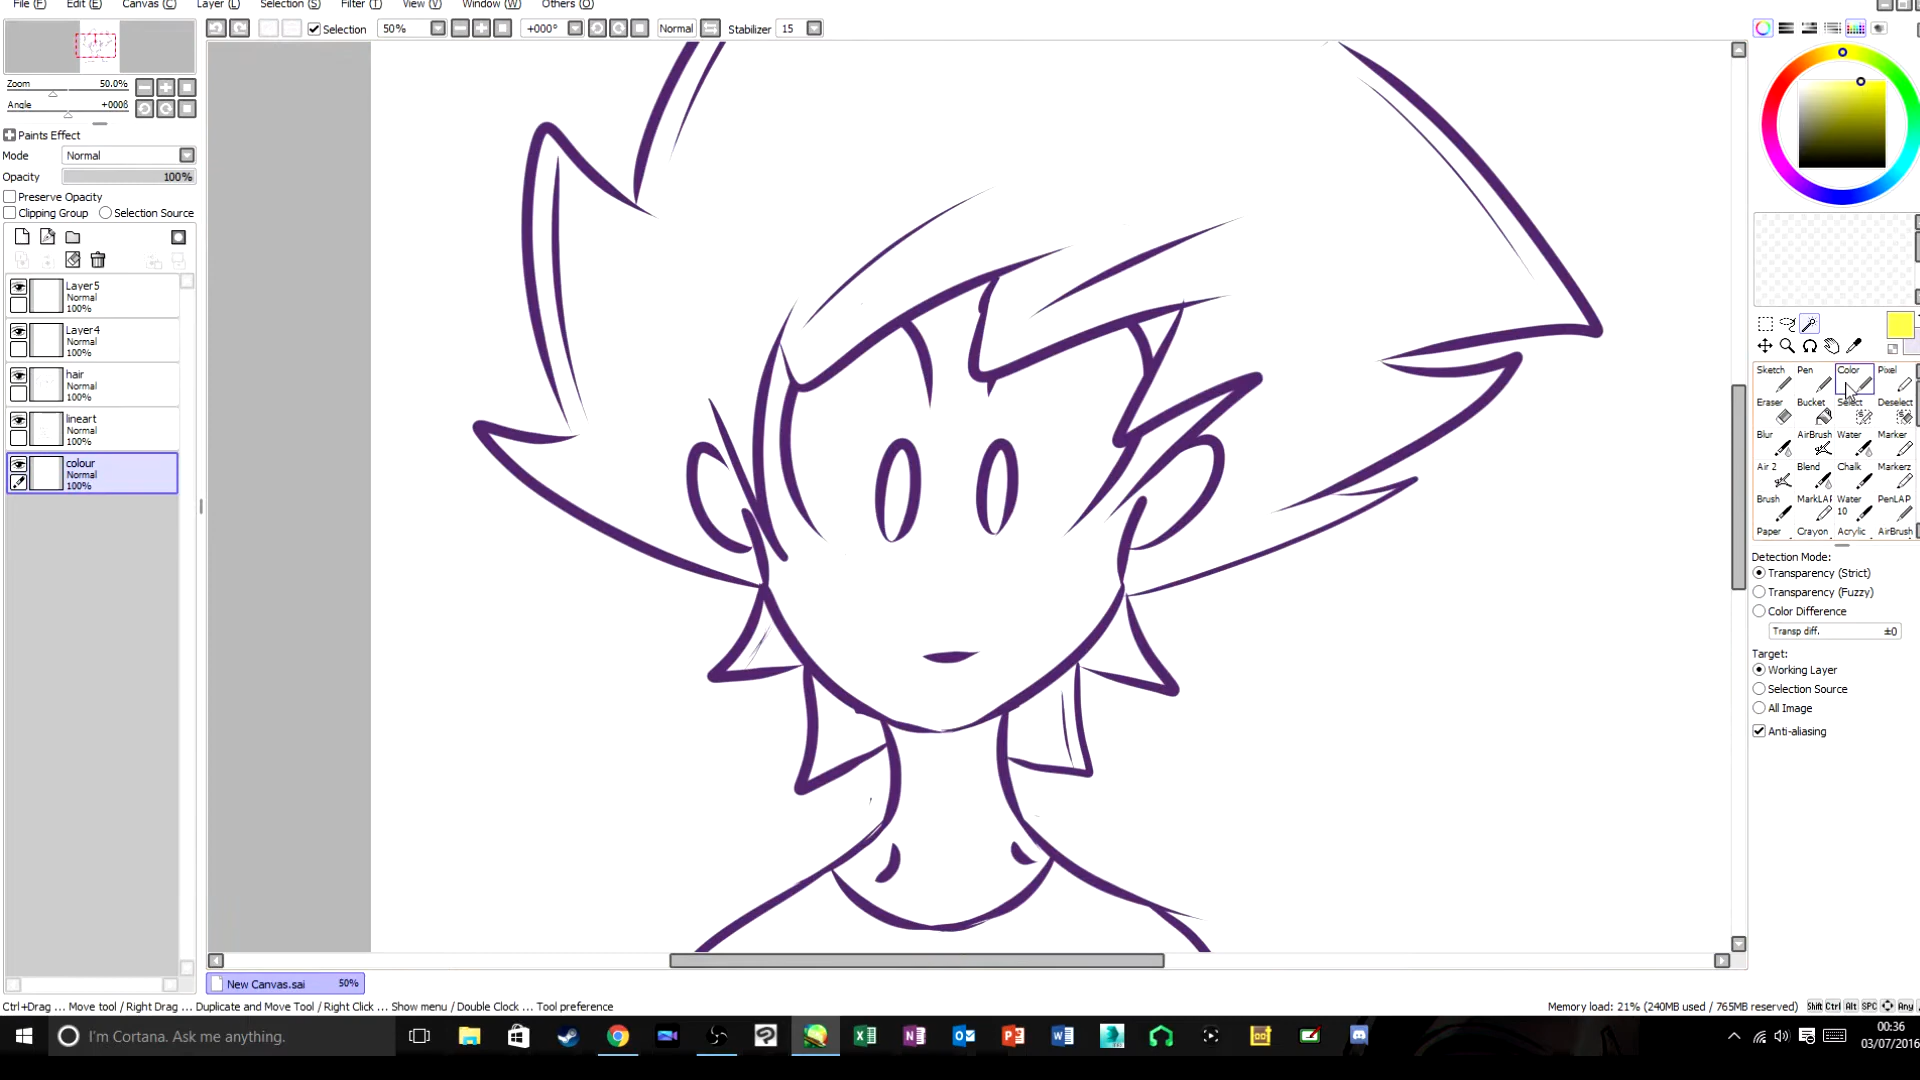 File (F) Edit (E) Canvas (C) Layer (L) Selection (S) Filter (T) View (V) Window (W) Others (O)
Selection 50% +000° Normal Stabilizer 15
Zoom 50.0%
Angle +000ß
Paints Effect
Mode Normal
Opacity 100%
Preserve Opacity
Clipping Group Selection Source
Layer5
Normal
100%
Layer4
Normal
100%
hair
Normal
100%
lineart
Normal
100%
colour
Normal
100%
Sketch Pen Color Pixel
Eraser Bucket Select Deselect
Blur AirBrush Water Marker
Air 2 Blend Chalk Markerz
Brush MarkLAP Water 10 PenLAP
Paper Crayon Acrylic AirBrush
Detection Mode:
Transparency (Strict)
Transparency (Fuzzy)
Color Difference
Transp diff. ±0
Target:
Working Layer
Selection Source
All Image
Anti-aliasing
New Canvas.sai 50%
Ctrl+Drag ... Move tool / Right Drag ... Duplicate and Move Tool / Right Click ... Show menu / Double Clock ... Tool preference
Memory load: 21% (240MB used / 765MB reserved) Shift Ctrl Alt SPC Any
I'm Cortana. Ask me anything.
00:36
03/07/2016